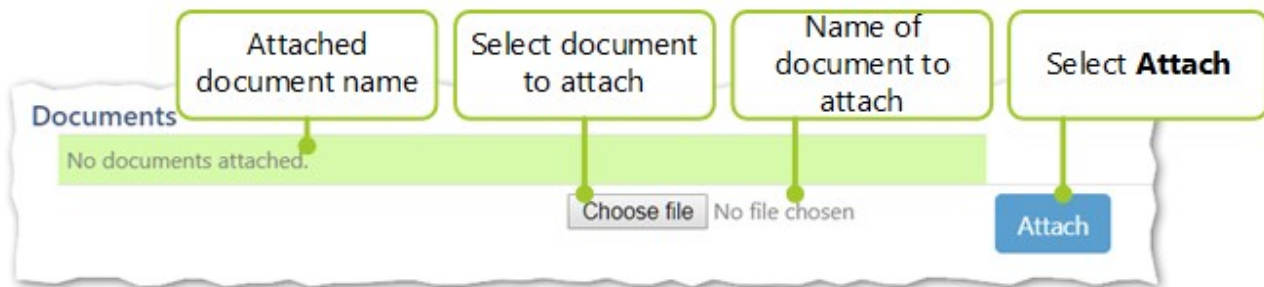 Attached
document name
Select document
to attach
Name of
document to
attach
Select Attach
Documents
No documents attached.
Choose file No file chosen
Attach